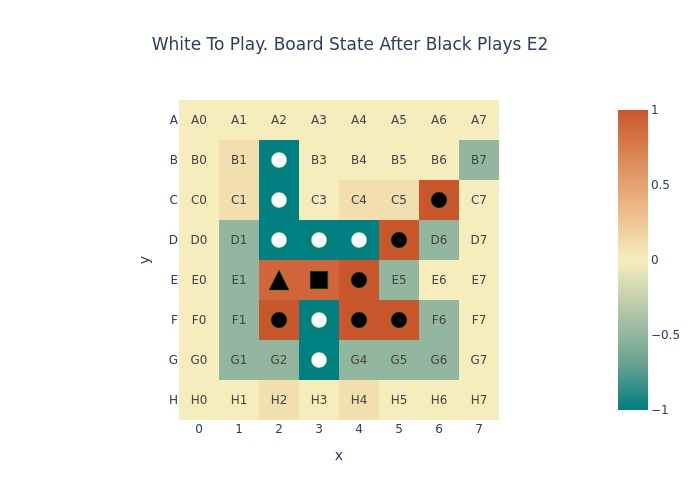 White To Play. Board State After Black Plays E2
A A0 A1 A2 A3 A4 A5 A6 A7
B B0 B1 B3 B4 B5 B6 B7
C C0 C1 C3 C4 C5 C7
D D0 D1 D6 D7
E E0 E1 E5 E6 E7
F F0 F1 F6 F7
G G0 G1 G2 G4 G5 G6 G7
H H0 H1 H2 H3 H4 H5 H6 H7
0 1 2 3 4 5 6 7
x
y
1
0.5
0
−0.5
−1